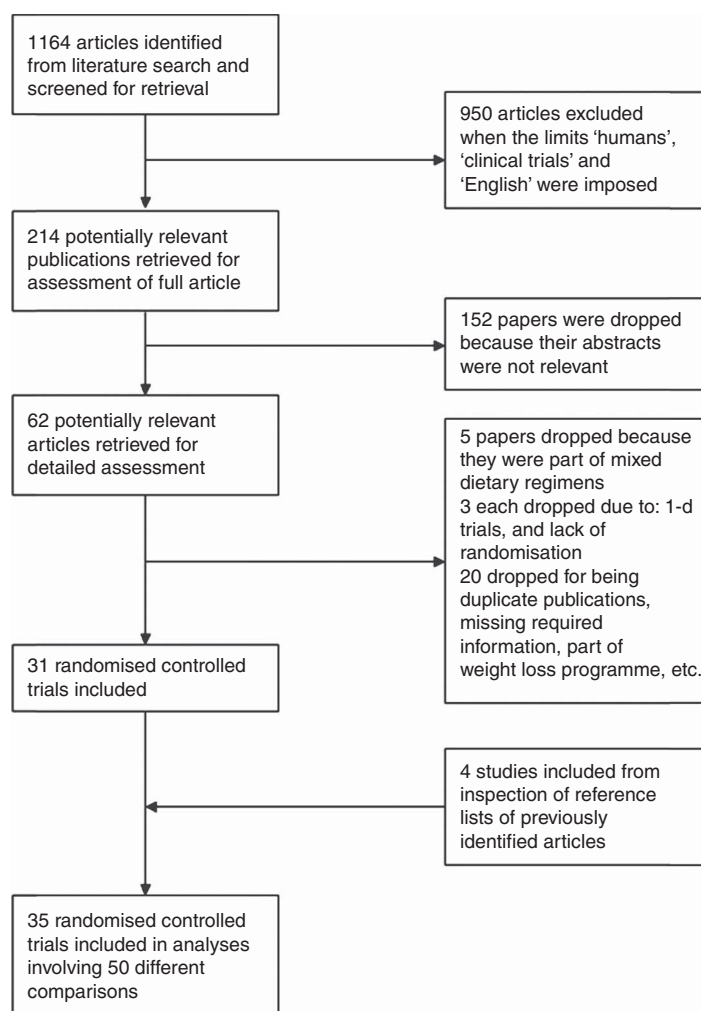 1164 articles identified
from literature search and
screened for retrieval
950 articles excluded
when the limits ‘humans’,
‘clinical trials’ and
‘English’ were imposed
214 potentially relevant
publications retrieved for
assessment of full article
152 papers were dropped
because their abstracts
were not relevant
62 potentially relevant
articles retrieved for
detailed assessment
5 papers dropped because
they were part of mixed
dietary regimens
3 each dropped due to: 1-d
trials, and lack of
randomisation
20 dropped for being
duplicate publications,
missing required
information, part of
weight loss programme, etc.
31 randomised controlled
trials included
4 studies included from
inspection of reference
lists of previously
identified articles
35 randomised controlled
trials included in analyses
involving 50 different
comparisons